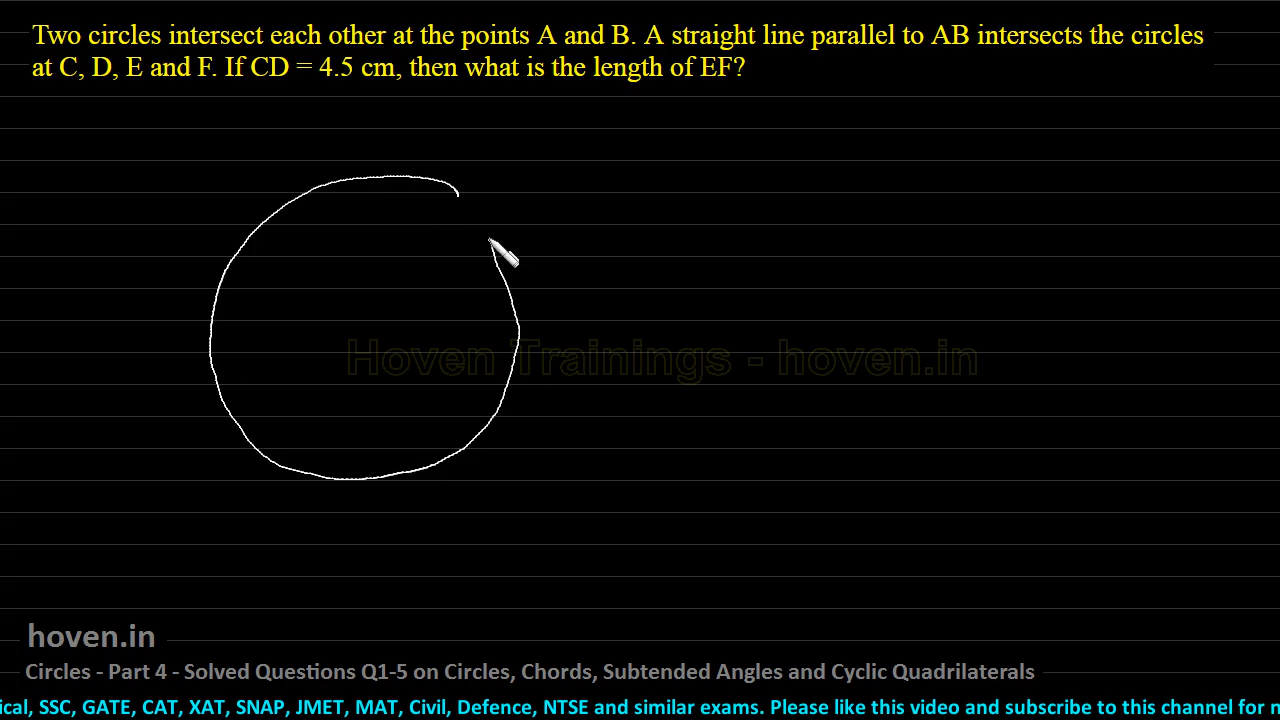 Two circles intersect each other at the points A and B. A straight line parallel to AB intersects the circles
at C, D, E and F. If CD = 4.5 cm, then what is the length of EF?
Hoven Trainings - hoven.in
hoven.in
Circles - Part 4 - Solved Questions Q1-5 on Circles, Chords, Subtended Angles and Cyclic Quadrilaterals
ical, SSC, GATE, CAT, XAT, SNAP, JMET, MAT, Civil, Defence, NTSE and similar exams. Please like this video and subscribe to this channel for